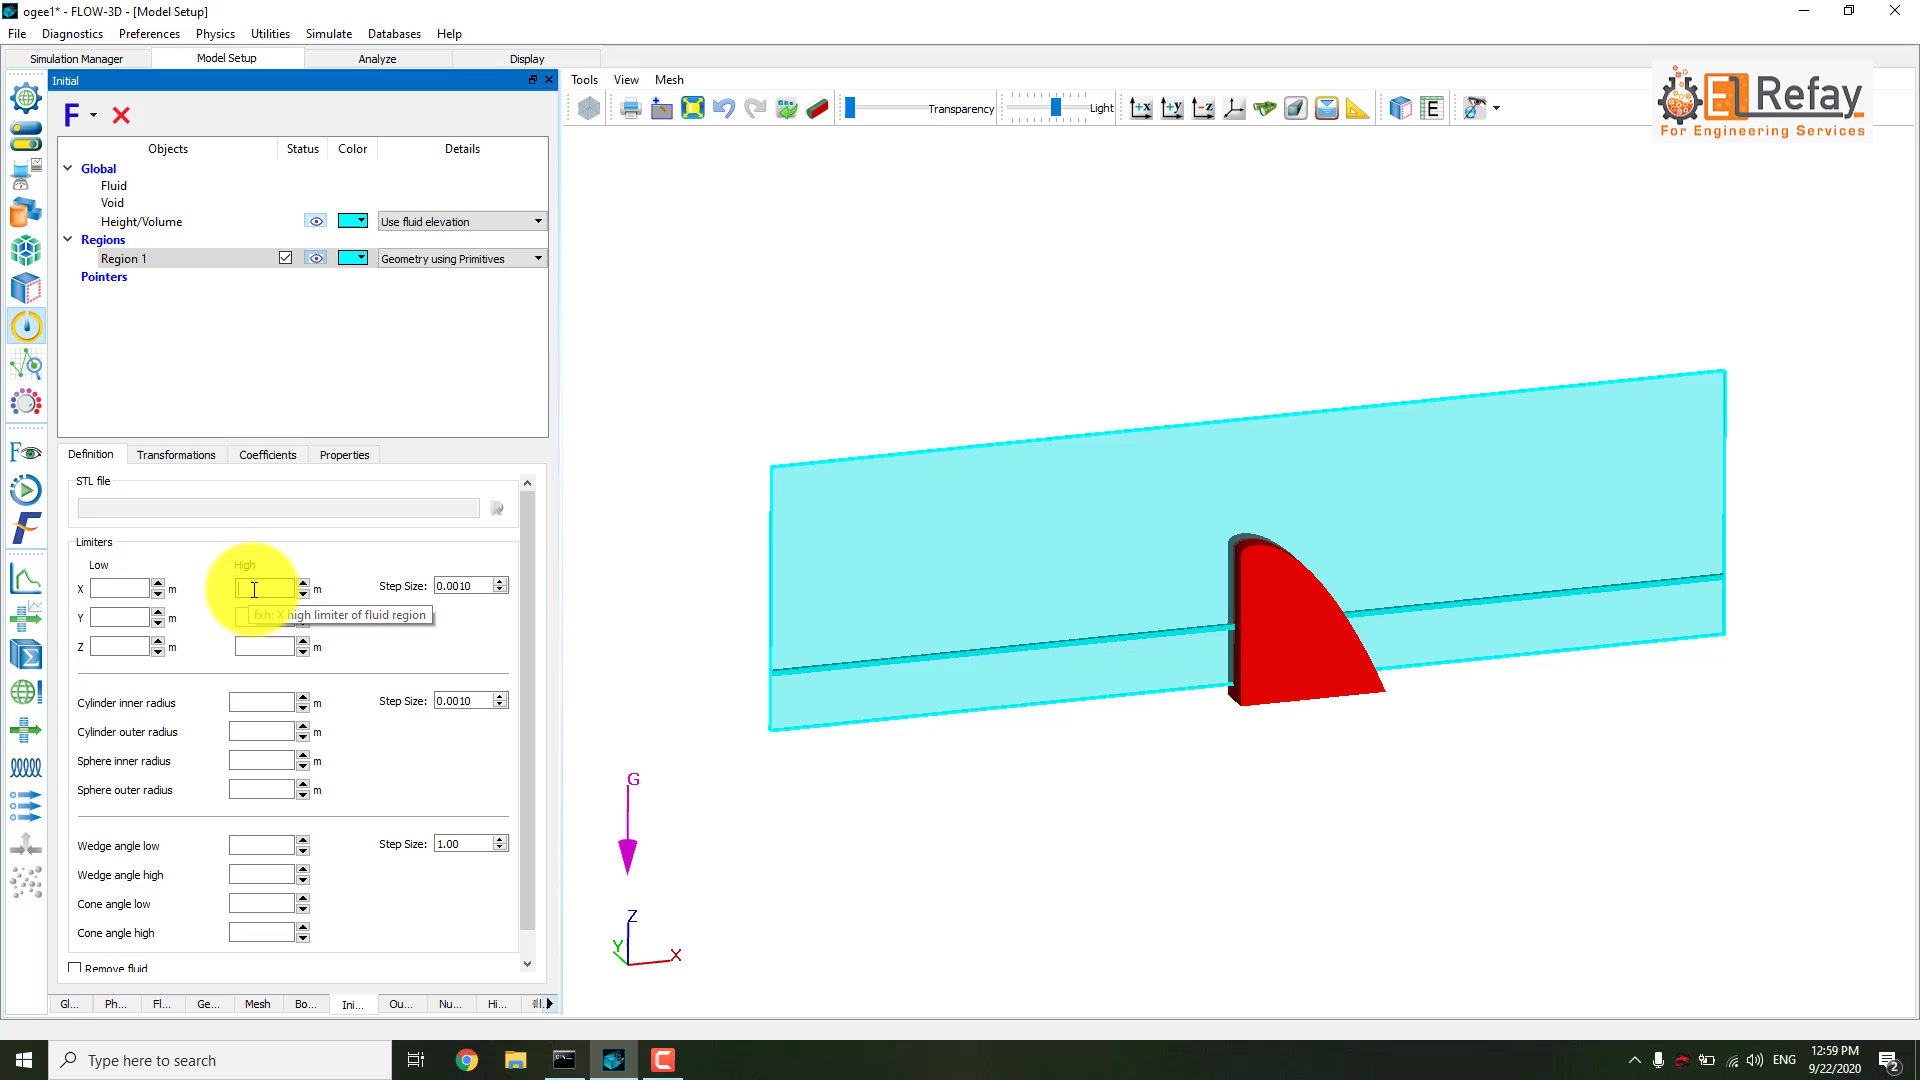 ogee1* - FLOW-3D - [Model Setup]
File Diagnostics Preferences Physics Utilities Simulate Databases Help
Simulation Manager Model Setup Analyze Display
Initial
Tools View Mesh
F
Transparency Light
+x +y -z
E
El Refay
For Engineering Services
Objects Status Color Details
Global
Fluid
Void
Height/Volume Use fluid elevation
Regions
Region 1 Geometry using Primitives
Pointers
Definition Transformations Coefficients Properties
STL file
Limiters
Low High
X m m Step Size: 0.0010
fxh: X high limiter of fluid region
Y m
Z m m
Cylinder inner radius m Step Size: 0.0010
Cylinder outer radius m
Sphere inner radius m
Sphere outer radius m
Wedge angle low Step Size: 1.00
Wedge angle high
Cone angle low
Cone angle high
Remove fluid
Gl... Ph... Fl... Ge... Mesh Bo... Ini... Ou... Nu... Hi...
G
Z
Y
X
Type here to search
ENG
12:59 PM
9/22/2020
2